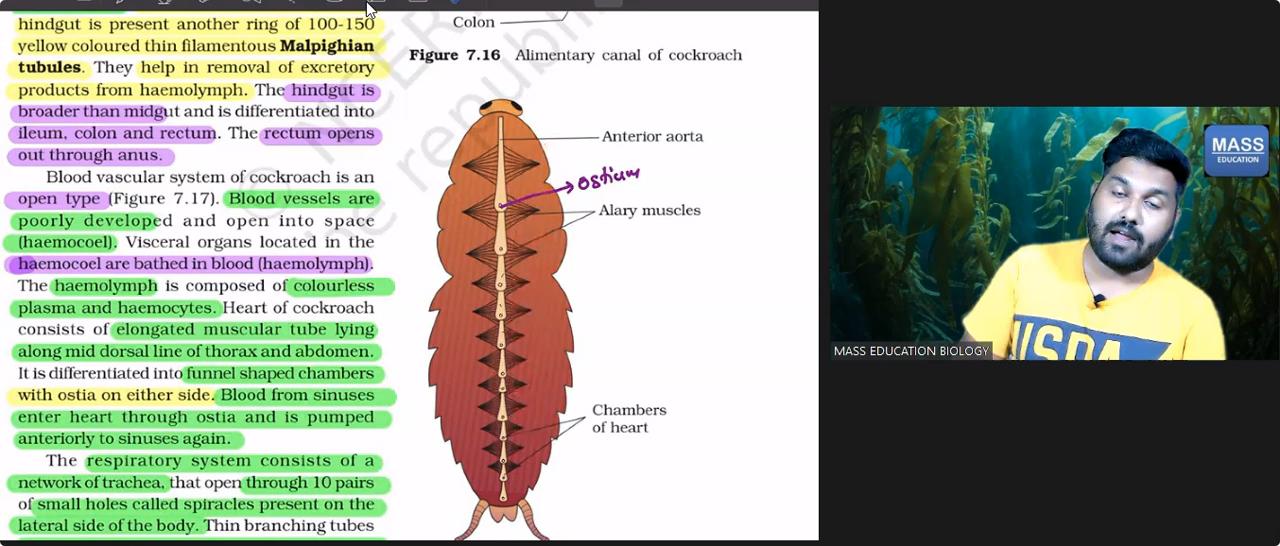 hindgut is present another ring of 100-150
yellow coloured thin filamentous Malpighian
tubules. They help in removal of excretory
products from haemolymph. The hindgut is
broader than midgut and is differentiated into
ileum, colon and rectum. The rectum opens
out through anus.
Blood vascular system of cockroach is an
open type (Figure 7.17). Blood vessels are
poorly developed and open into space
(haemocoel). Visceral organs located in the
haemocoel are bathed in blood (haemolymph).
The haemolymph is composed of colourless
plasma and haemocytes. Heart of cockroach
consists of elongated muscular tube lying
along mid dorsal line of thorax and abdomen.
It is differentiated into funnel shaped chambers
with ostia on either side. Blood from sinuses
enter heart through ostia and is pumped
anteriorly to sinuses again.
The respiratory system consists of a
network of trachea, that open through 10 pairs
of small holes called spiracles present on the
lateral side of the body. Thin branching tubes
Colon
Figure 7.16 Alimentary canal of cockroach
Anterior aorta
Ostium
Alary muscles
Chambers
of heart
MASS
EDUCATION
MASS EDUCATION BIOLOGY